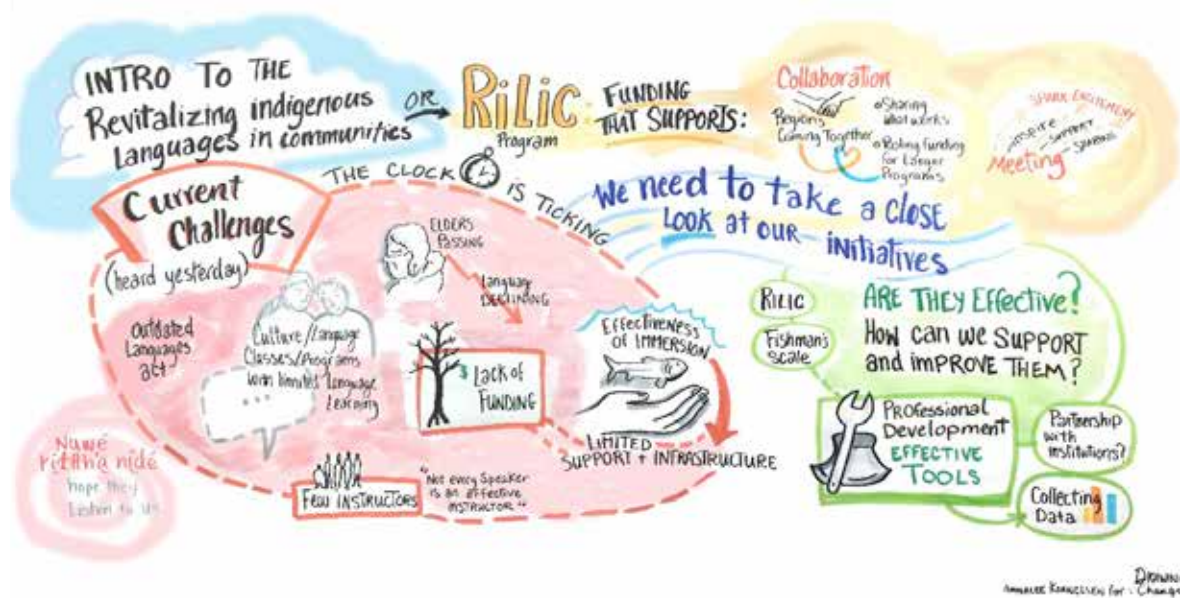 INTRO TO THE
Revitalizing indigenous
Languages in communities
OR
RiLiC
Program
FUNDING
THAT SUPPORTS:
Collaboration
Regions
Coming Together
Sharing
what works
for Longer
Programs
SPARK EXCITEMENT
INSPIRE
SUPPORT
Meeting
THE CLOCK IS TICKING
Current
Challenges
(heard yesterday)
Outdated
Languages
act
Culture/Language
Classes/Programs
with limited Language
Learning
...
ELDERS
PASSING
Language
DECLINING
$ Lack of
FUNDING
Effectiveness
OF IMMERSION
LIMITED
SUPPORT + INFRASTRUCTURE
FEW INSTRUCTORS
"Not every Speaker
is an effective
INSTRUCTOR"
hope they
Listen to us
We need to take a close
Look at our initiatives
RILIC
Fishman's
Scale
ARE THEY Effective?
How can we SUPPORT
and improve THEM?
PROfessional
Development
EFFECTIVE
TOOLS
Partnership
with
institutions?
Collecting
Data
for